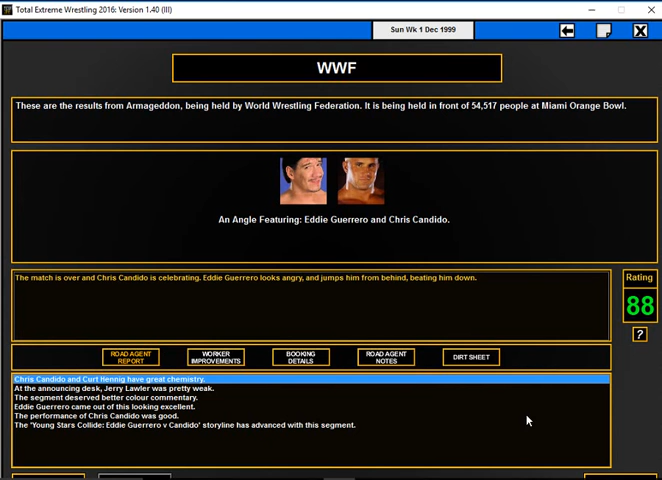 Total Extreme Wrestling 2016: Version 1.40 (III)
Sun Wk 1 Dec 1999
WWF
These are the results from Armageddon, being held by World Wrestling Federation. It is being held in front of 54,517 people at Miami Orange Bowl.
An Angle Featuring: Eddie Guerrero and Chris Candido.
The match is over and Chris Candido is celebrating. Eddie Guerrero looks angry, and jumps him from behind, beating him down.
Rating
88
?
ROAD AGENT
REPORT
WORKER
IMPROVEMENTS
BOOKING
DETAILS
ROAD AGENT
NOTES
DIRT SHEET
Chris Candido and Curt Hennig have great chemistry.
At the announcing desk, Jerry Lawler was pretty weak.
The segment deserved better colour commentary.
Eddie Guerrero came out of this looking excellent.
The performance of Chris Candido was good.
The 'Young Stars Collide: Eddie Guerrero v Candido' storyline has advanced with this segment.